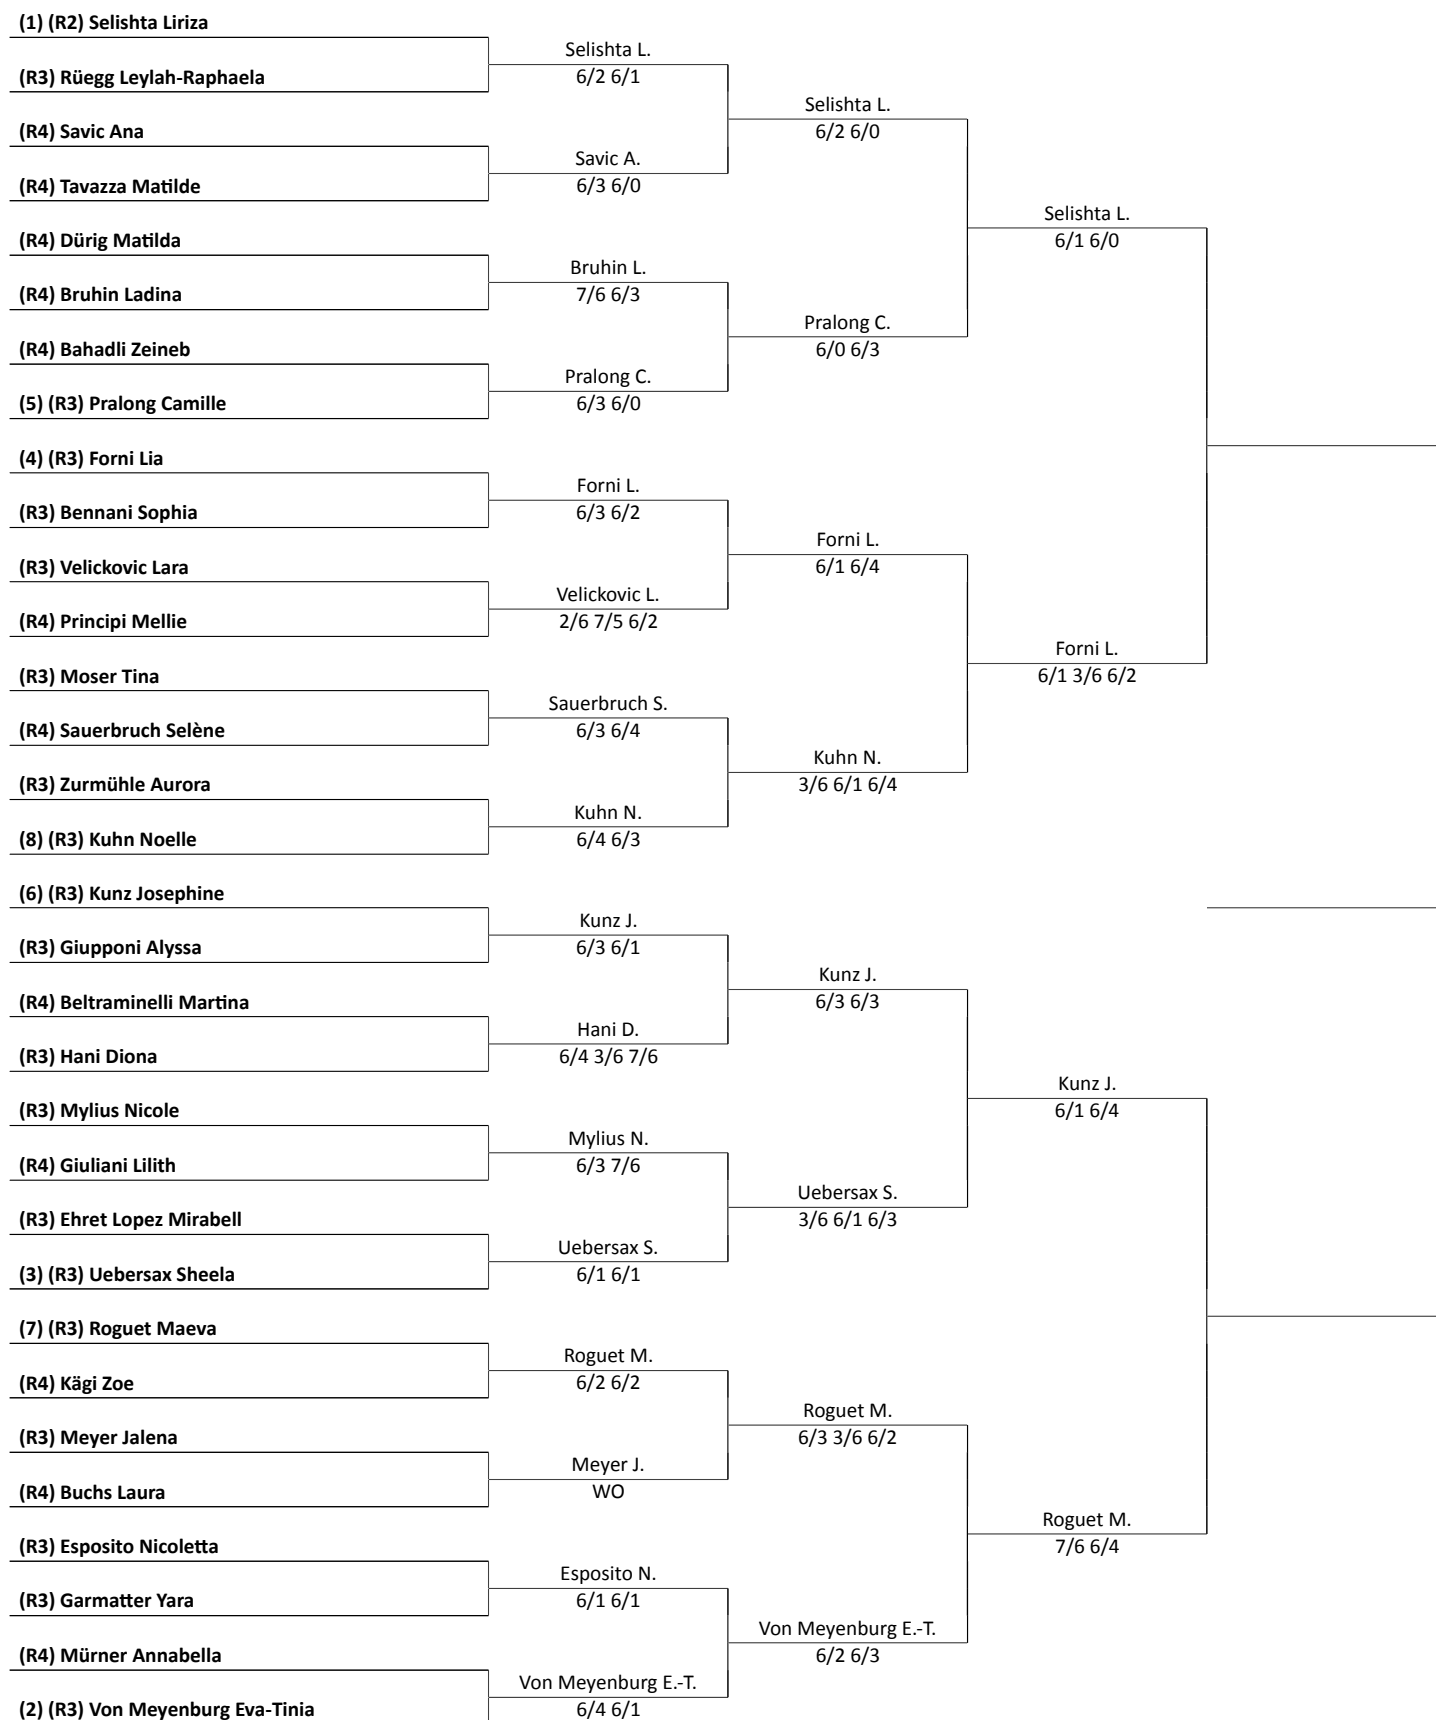 (1) (R2) Selishta Liriza
Selishta L.
(R3) Rüegg Leylah-Raphaela
6/2 6/1
Selishta L.
(R4) Savic Ana
6/2 6/0
Savic A.
(R4) Tavazza Matilde
6/3 6/0
Selishta L.
(R4) Dürig Matilda
6/1 6/0
Bruhin L.
(R4) Bruhin Ladina
7/6 6/3
Pralong C.
(R4) Bahadli Zeineb
6/0 6/3
Pralong C.
(5) (R3) Pralong Camille
6/3 6/0
(4) (R3) Forni Lia
Forni L.
(R3) Bennani Sophia
6/3 6/2
Forni L.
(R3) Velickovic Lara
6/1 6/4
Velickovic L.
(R4) Principi Mellie
2/6 7/5 6/2
Forni L.
(R3) Moser Tina
6/1 3/6 6/2
Sauerbruch S.
(R4) Sauerbruch Selène
6/3 6/4
Kuhn N.
(R3) Zurmühle Aurora
3/6 6/1 6/4
Kuhn N.
(8) (R3) Kuhn Noelle
6/4 6/3
(6) (R3) Kunz Josephine
Kunz J.
(R3) Giupponi Alyssa
6/3 6/1
Kunz J.
(R4) Beltraminelli Martina
6/3 6/3
Hani D.
(R3) Hani Diona
6/4 3/6 7/6
Kunz J.
(R3) Mylius Nicole
6/1 6/4
Mylius N.
(R4) Giuliani Lilith
6/3 7/6
Uebersax S.
(R3) Ehret Lopez Mirabell
3/6 6/1 6/3
Uebersax S.
(3) (R3) Uebersax Sheela
6/1 6/1
(7) (R3) Roguet Maeva
Roguet M.
(R4) Kägi Zoe
6/2 6/2
Roguet M.
(R3) Meyer Jalena
6/3 3/6 6/2
Meyer J.
(R4) Buchs Laura
WO
Roguet M.
(R3) Esposito Nicoletta
7/6 6/4
Esposito N.
(R3) Garmatter Yara
6/1 6/1
Von Meyenburg E.-T.
(R4) Mürner Annabella
6/2 6/3
Von Meyenburg E.-T.
(2) (R3) Von Meyenburg Eva-Tinia
6/4 6/1